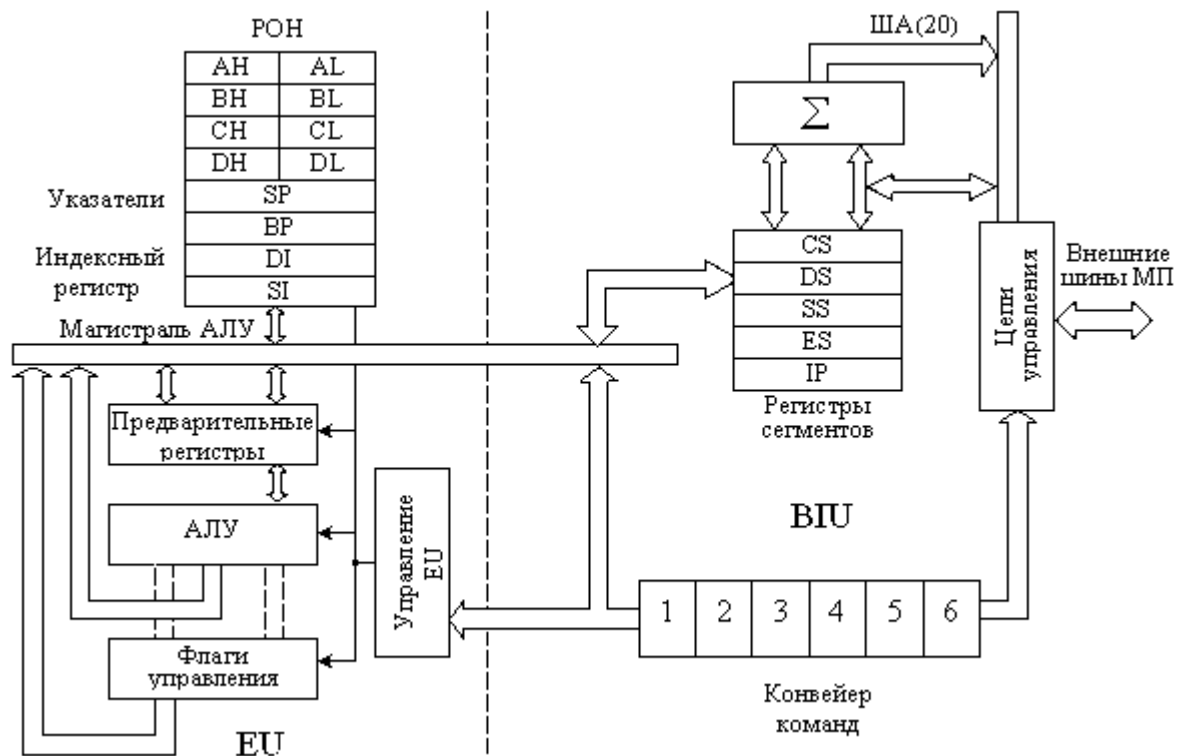 РОН
AH AL
BH BL
CH CL
DH DL
Указатели
SP
BP
Индексный
регистр
DI
SI
Магистраль АЛУ
Предварительные
регистры
АЛУ
Флаги
управления
Управление
EU
EU
ША(20)
Σ
CS
DS
SS
ES
IP
Регистры
сегментов
Цепи
управления
Внешние
шины МП
BIU
1 2 3 4 5 6
Конвейер
команд